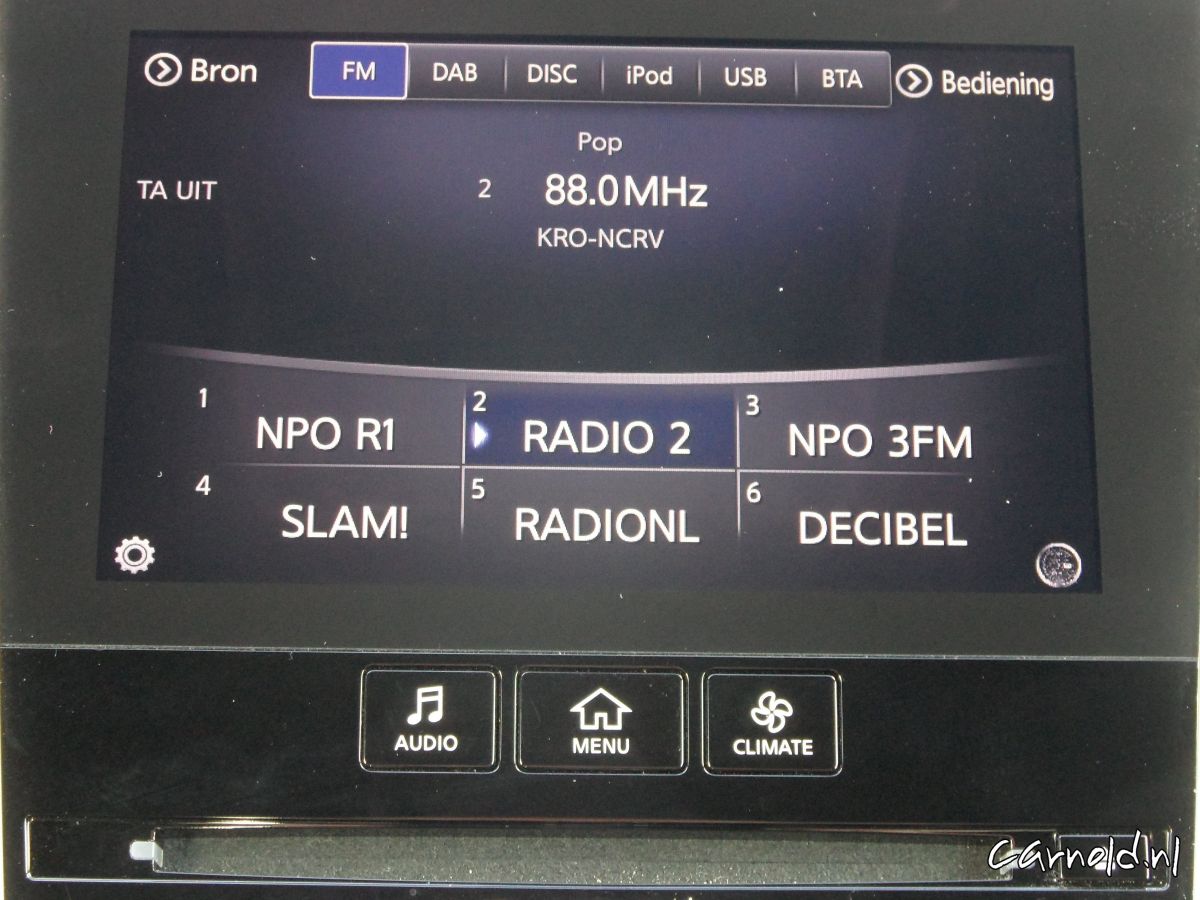 Bron FM DAB DISC iPod USB BTA Bediening
Pop
TA UIT 2 88.0MHz
KRO-NCRV
1 NPO R1 2 RADIO 2 3 NPO 3FM
4 SLAM! 5 RADIONL 6 DECIBEL
AUDIO MENU CLIMATE
Carnold.nl